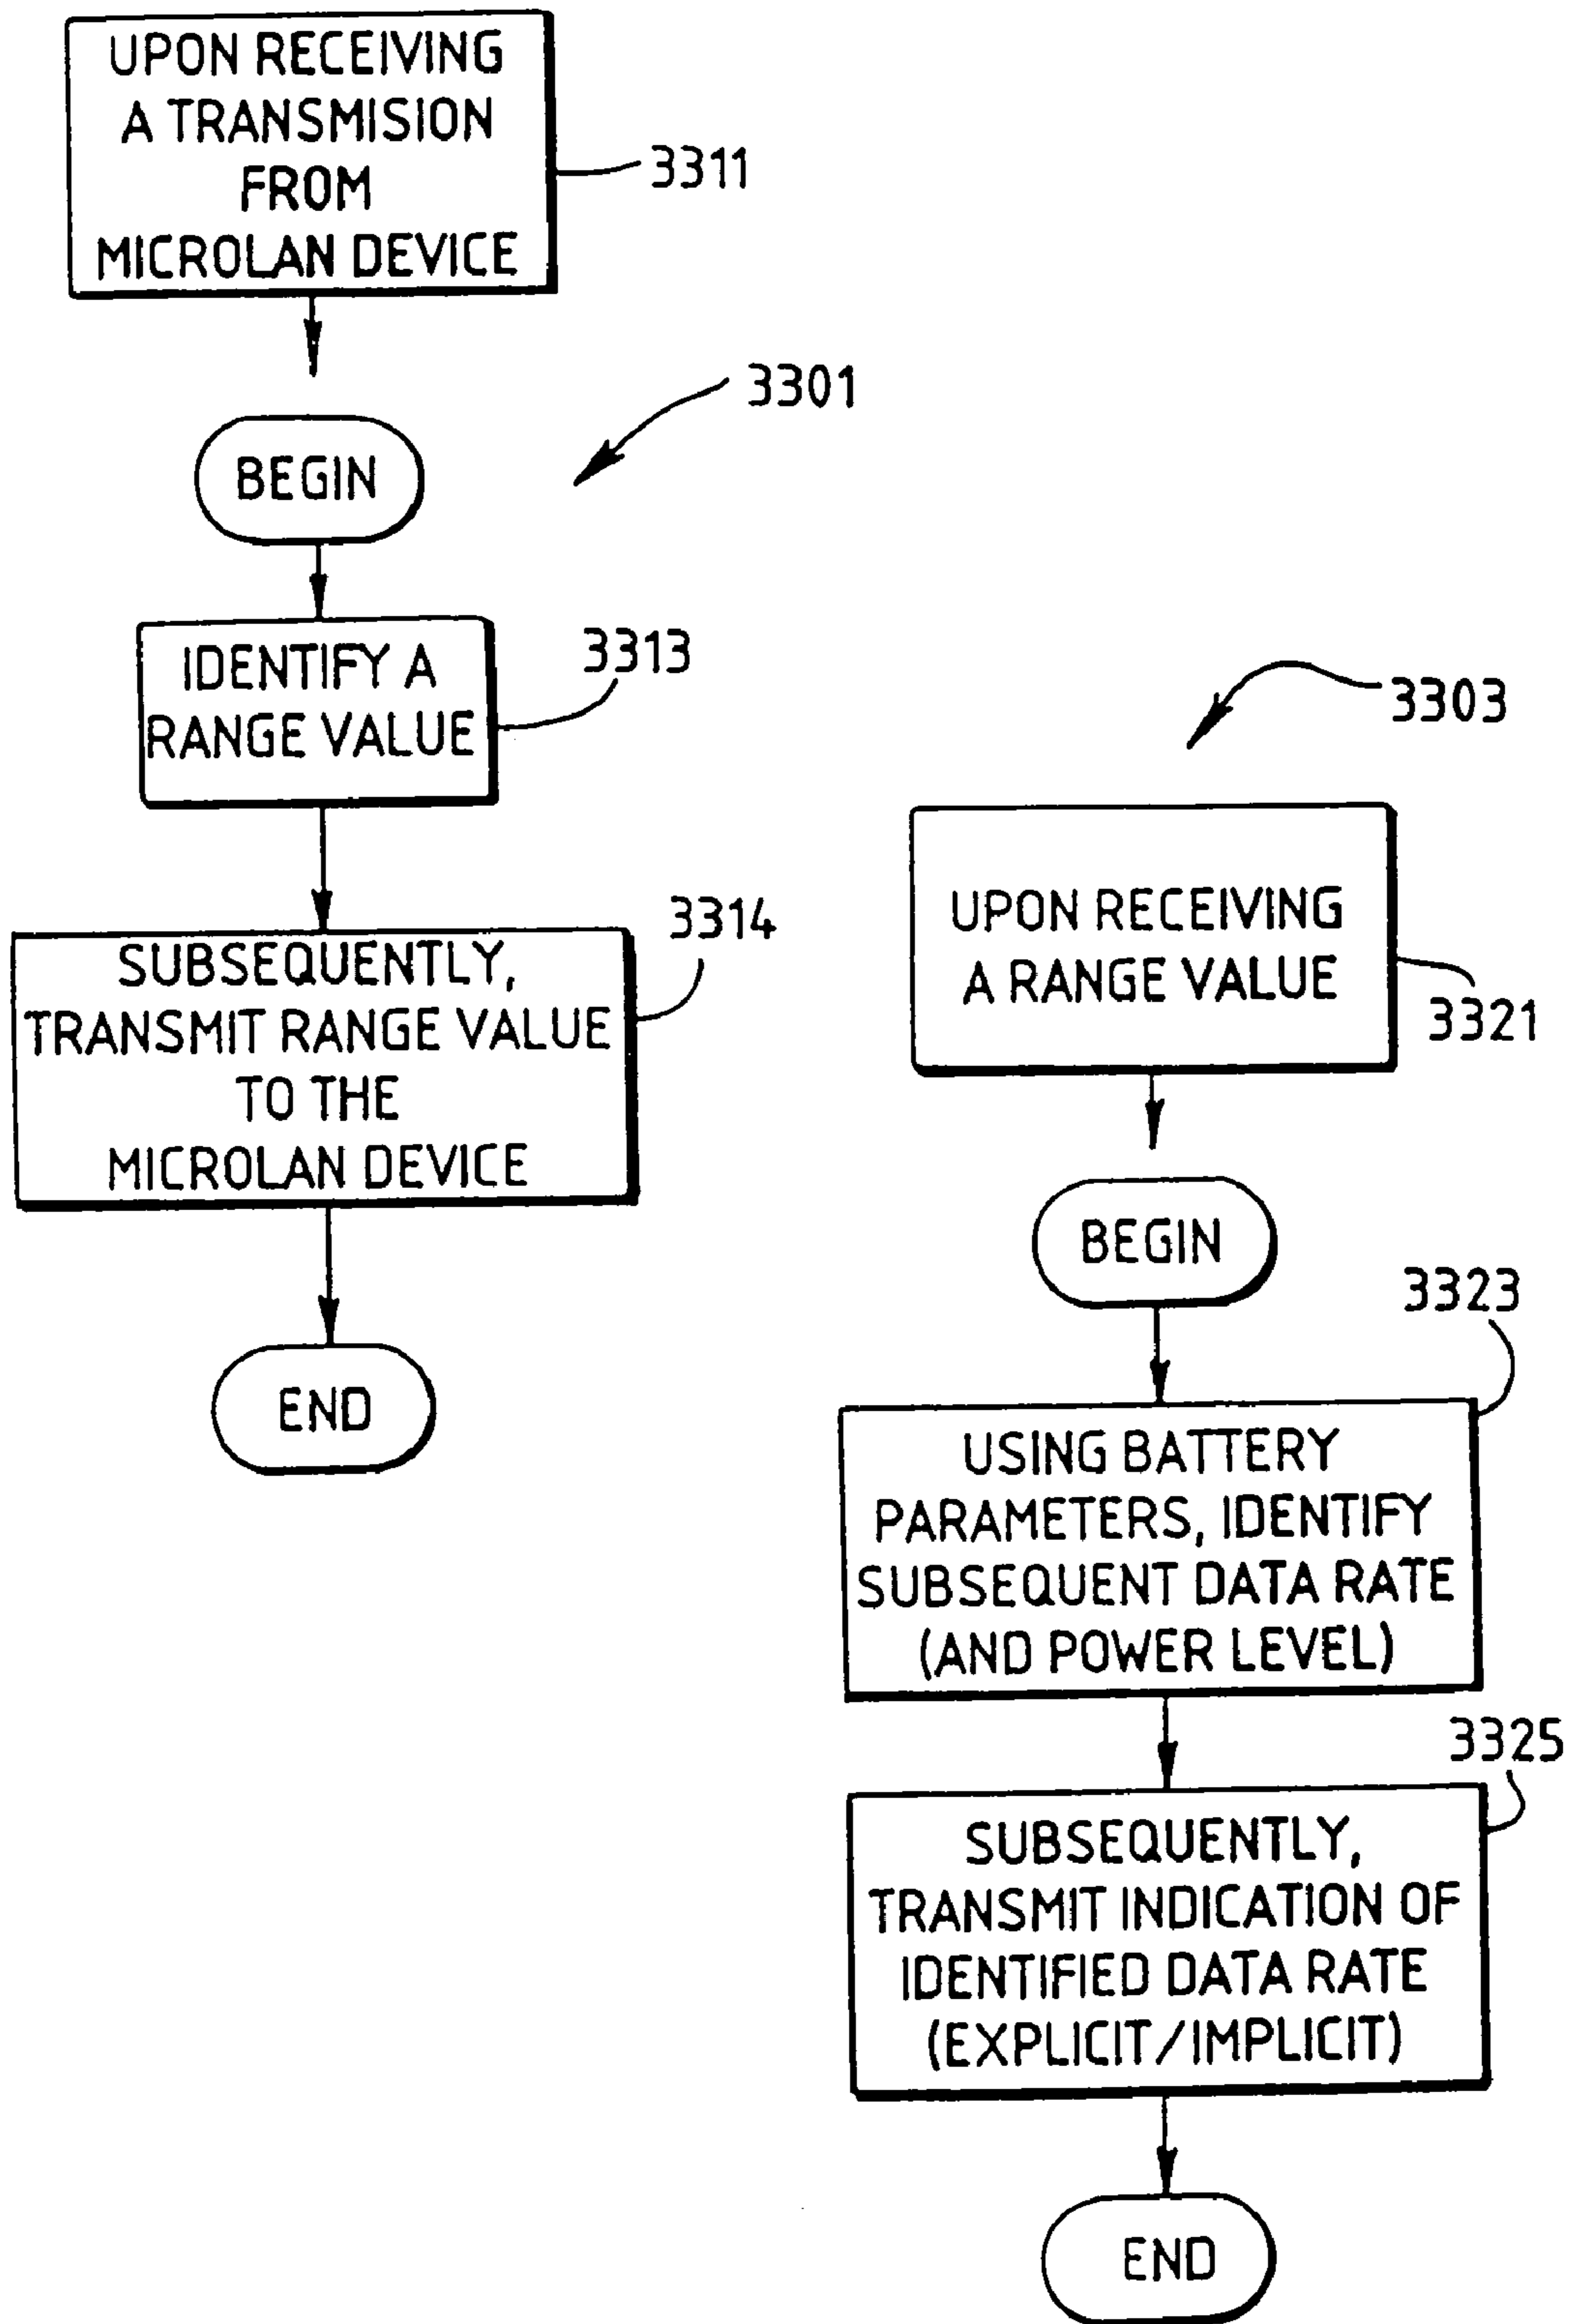 UPON RECEIVING
A TRANSMISION
FROM
MICROLAN DEVICE
3311
3301
BEGIN
IDENTIFY A
RANGE VALUE
3313
SUBSEQUENTLY,
TRANSMIT RANGE VALUE
TO THE
MICROLAN DEVICE
3314
END
3303
UPON RECEIVING
A RANGE VALUE
3321
BEGIN
3323
USING BATTERY
PARAMETERS, IDENTIFY
SUBSEQUENT DATA RATE
(AND POWER LEVEL)
3325
SUBSEQUENTLY,
TRANSMIT INDICATION OF
IDENTIFIED DATA RATE
(EXPLICIT/IMPLICIT)
END